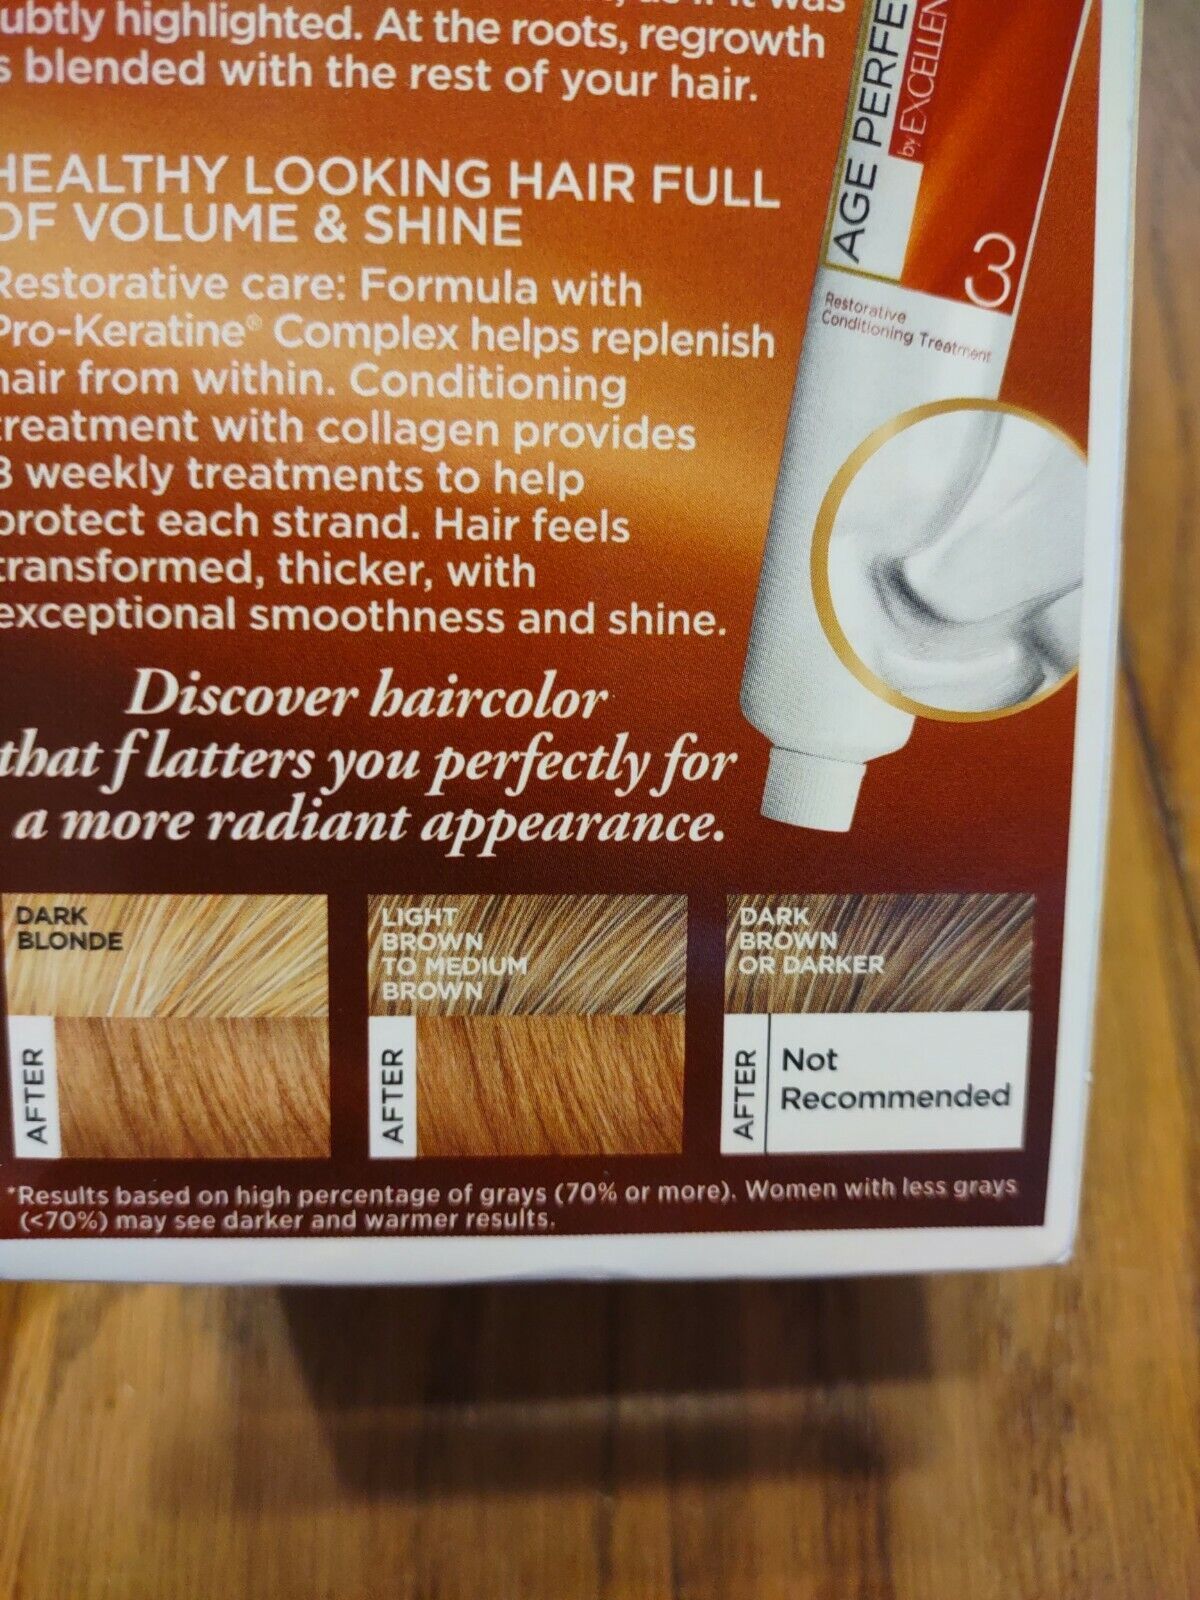 ubtly highlighted. At the roots, regrowth
s blended with the rest of your hair.
HEALTHY LOOKING HAIR FULL
OF VOLUME & SHINE
Restorative care: Formula with
Pro-Keratine® Complex helps replenish
hair from within. Conditioning
treatment with collagen provides
8 weekly treatments to help
protect each strand. Hair feels
transformed, thicker, with
exceptional smoothness and shine.
Discover haircolor
that flatters you perfectly for
a more radiant appearance.
AGE PERFE
by EXCELLEN
3
Restorative
Conditioning Treatment
DARK
BLONDE
AFTER
LIGHT
BROWN
TO MEDIUM
BROWN
AFTER
DARK
BROWN
OR DARKER
AFTER
Not
Recommended
*Results based on high percentage of grays (70% or more). Women with less grays
(<70%) may see darker and warmer results.